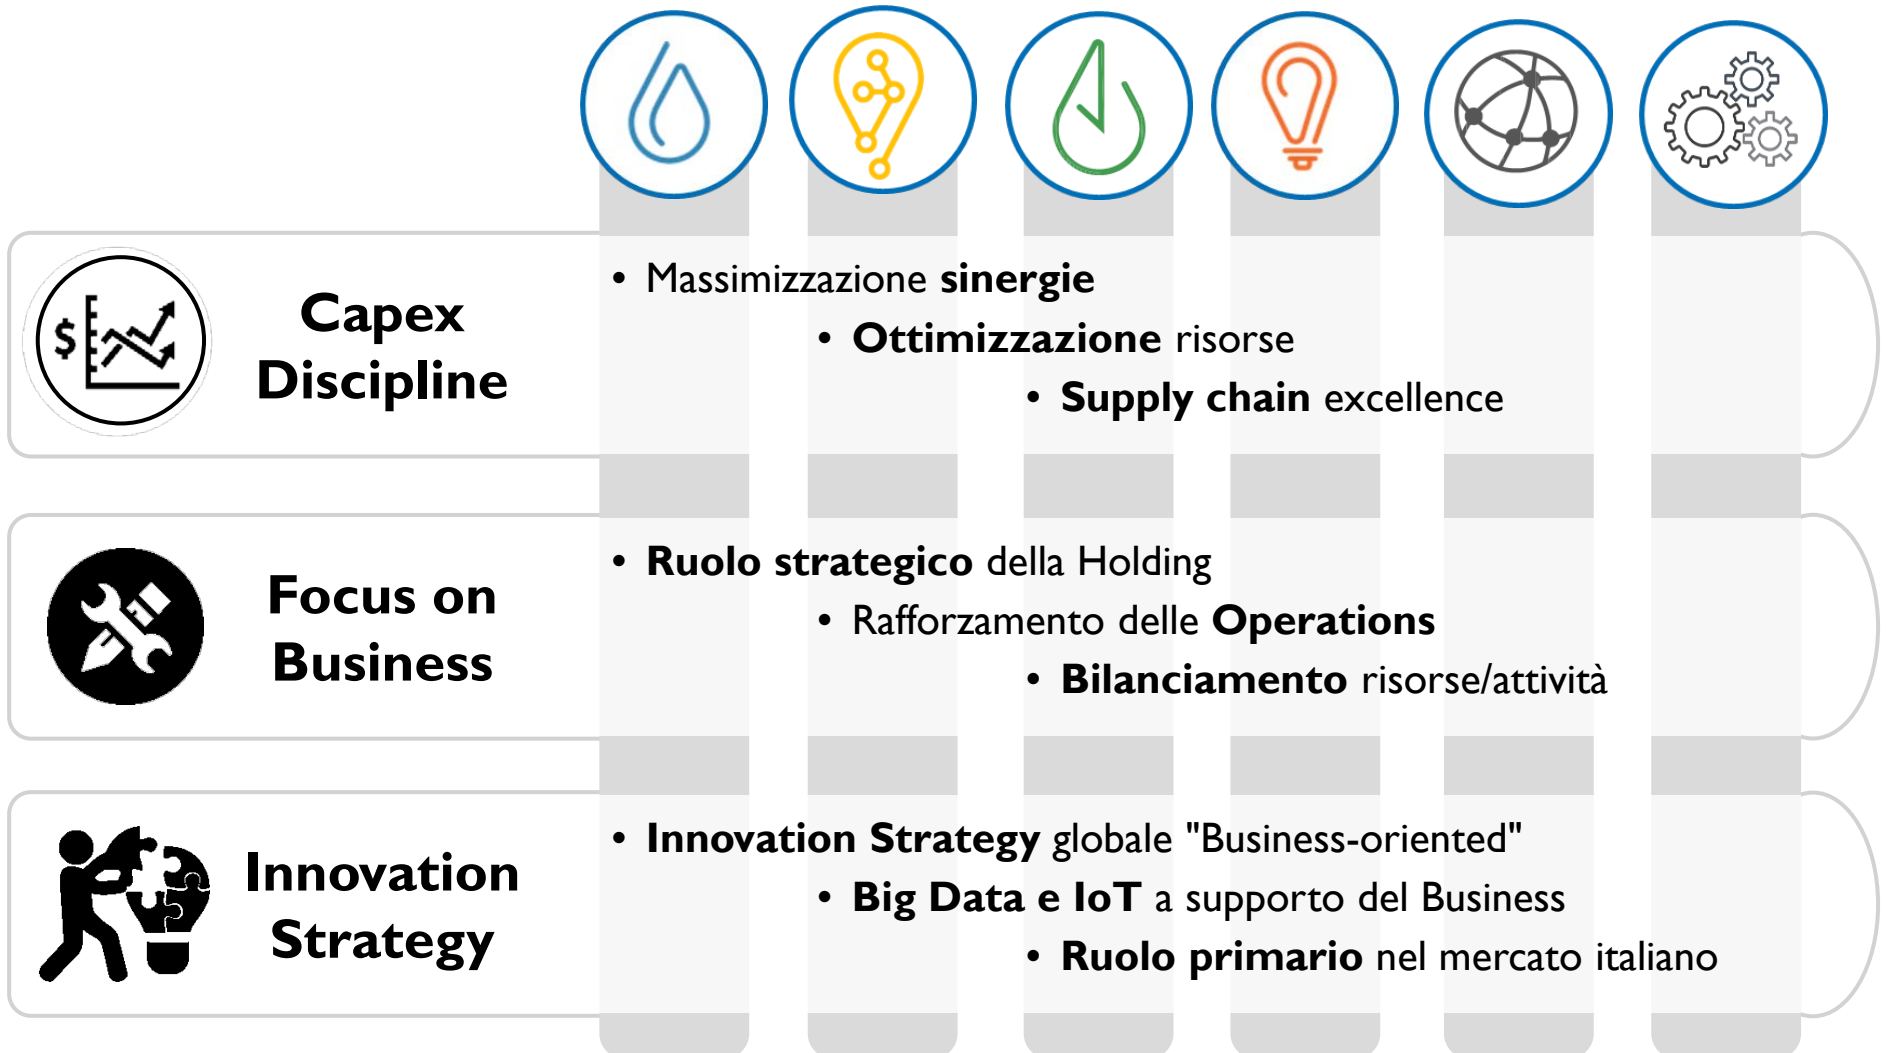 $
Capex
Discipline
• Massimizzazione sinergie
• Ottimizzazione risorse
• Supply chain excellence
Focus on
Business
• Ruolo strategico della Holding
• Rafforzamento delle Operations
• Bilanciamento risorse/attività
Innovation
Strategy
• Innovation Strategy globale "Business-oriented"
• Big Data e IoT a supporto del Business
• Ruolo primario nel mercato italiano